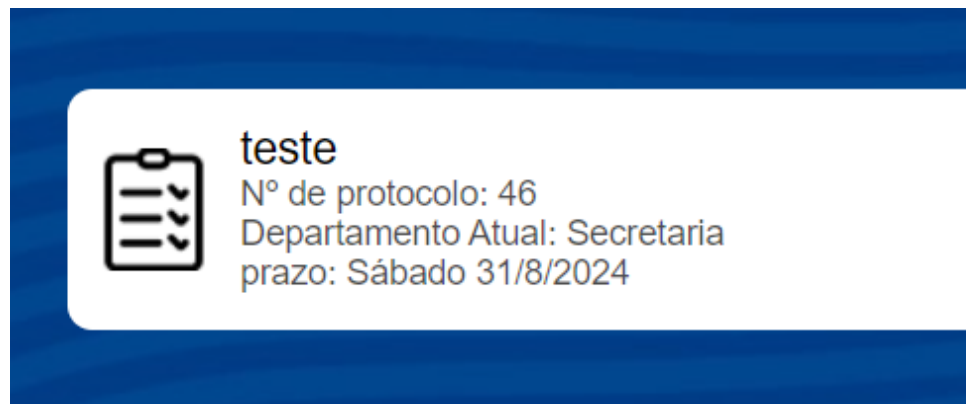 teste
Nº de protocolo: 46
Departamento Atual: Secretaria
prazo: Sábado 31/8/2024